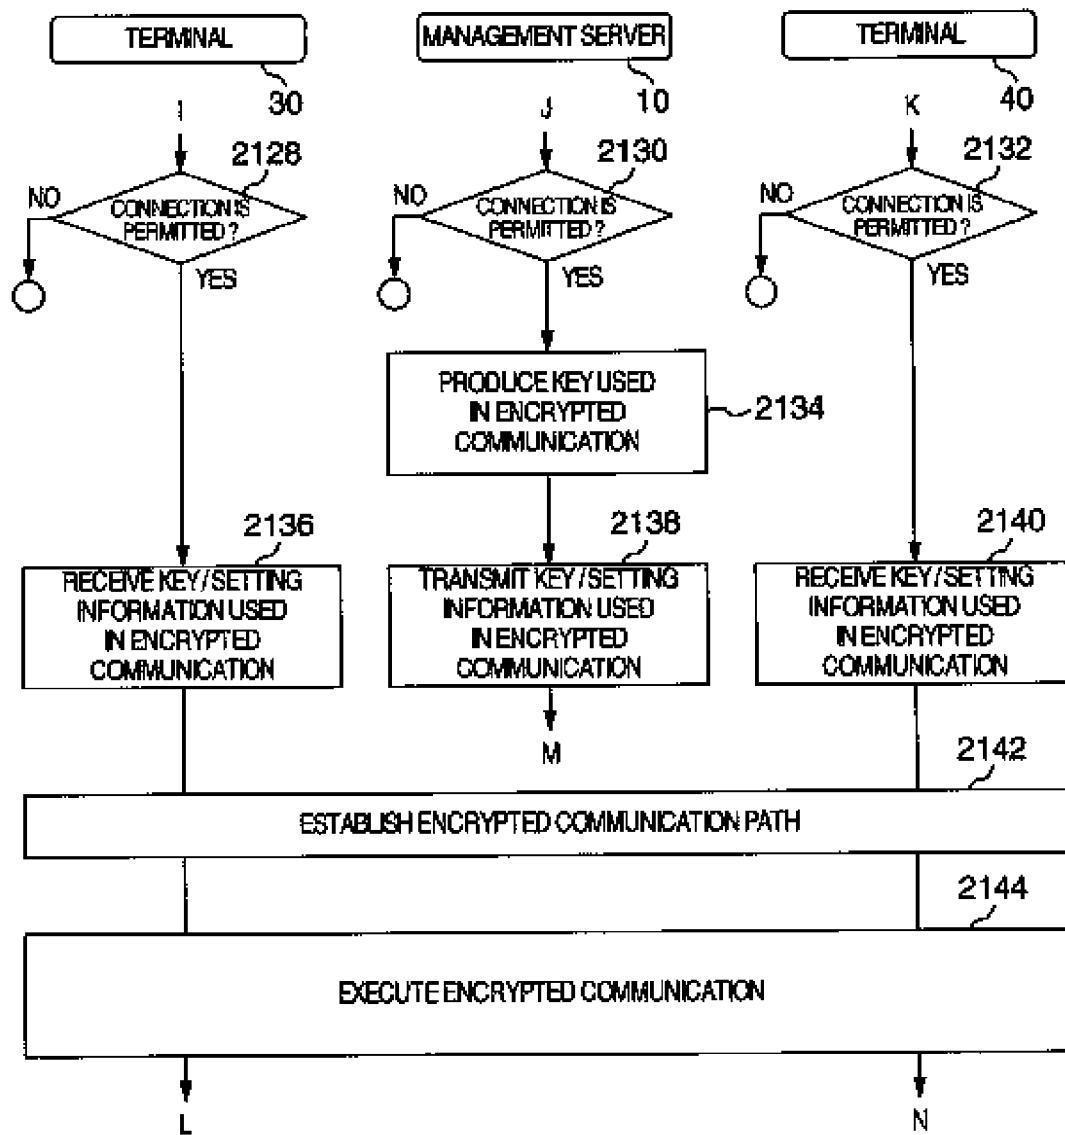 TERMINAL
MANAGEMENT SERVER
TERMINAL
30
10
40
I
J
K
2128
2130
2132
NO
CONNECTION IS
PERMITTED ?
YES
NO
CONNECTION IS
PERMITTED ?
YES
NO
CONNECTION IS
PERMITTED ?
YES
PRODUCE KEY USED
IN ENCRYPTED
COMMUNICATION
2134
2136
RECEIVE KEY / SETTING
INFORMATION USED
IN ENCRYPTED
COMMUNICATION
2138
TRANSMIT KEY / SETTING
INFORMATION USED
IN ENCRYPTED
COMMUNICATION
2140
RECEIVE KEY / SETTING
INFORMATION USED
IN ENCRYPTED
COMMUNICATION
M
2142
ESTABLISH ENCRYPTED COMMUNICATION PATH
2144
EXECUTE ENCRYPTED COMMUNICATION
L
N